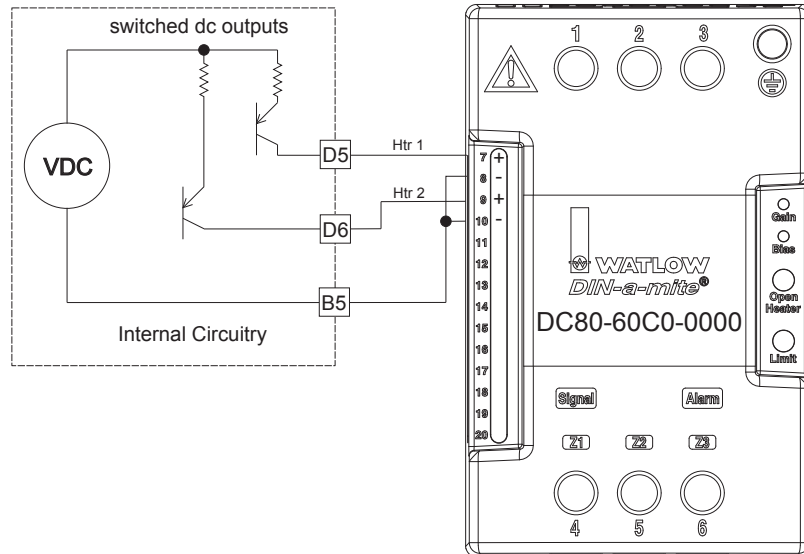 switched dc outputs
VDC
D5
Htr 1
D6
Htr 2
B5
Internal Circuitry
1 2 3
7 +
8 -
9 +
10 -
11
12
13
14
15
16
17
18
19
20
WATLOW
DIN-a-mite®
DC80-60C0-0000
Gain
Bias
Open
Heater
Limit
Signal Alarm
Z1 Z2 Z3
4 5 6